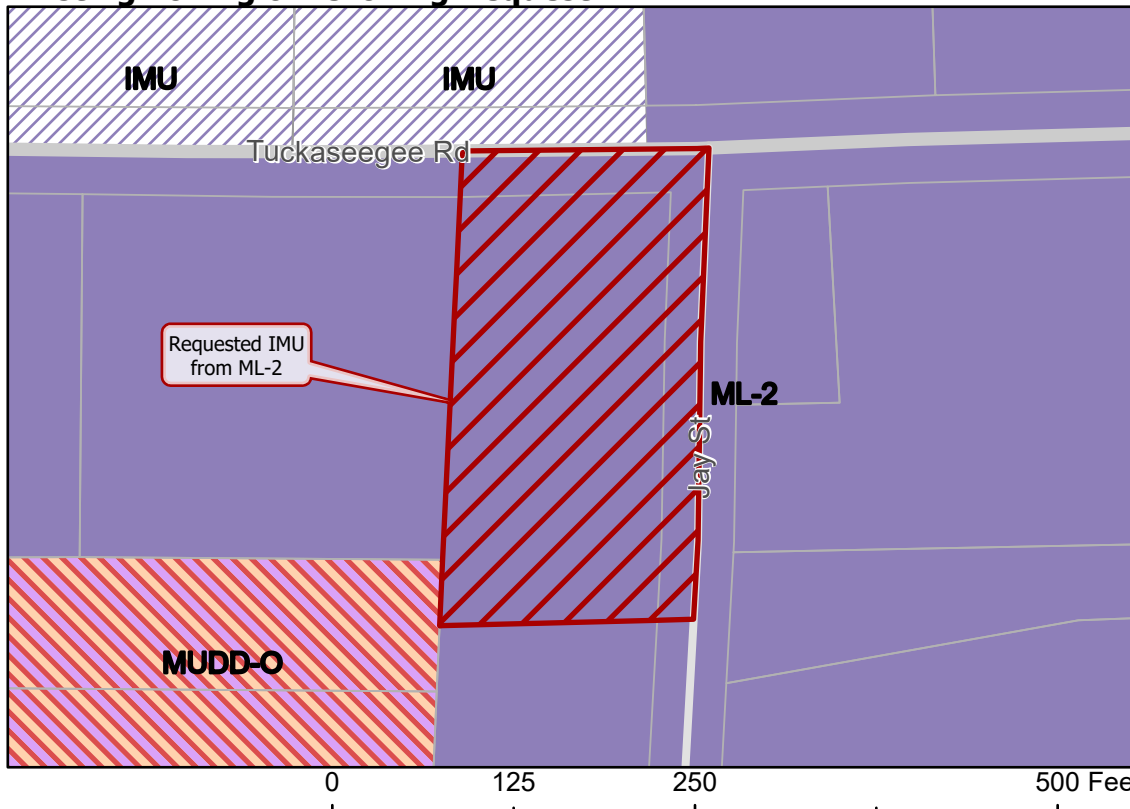 IMU
IMU
Tuckaseegee Rd
Requested IMU
from ML-2
ML-2
Jay St
MUDD-O
0 125 250 500 Fee